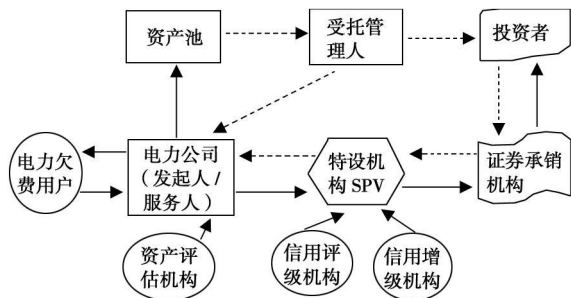 资产池
受托管
理人
投资者
电力欠
费用户
电力公司
（发起人/
服务人）
特设机
构 SPV
证券承销
机构
资产评
估机构
信用评
级机构
信用增
级机构